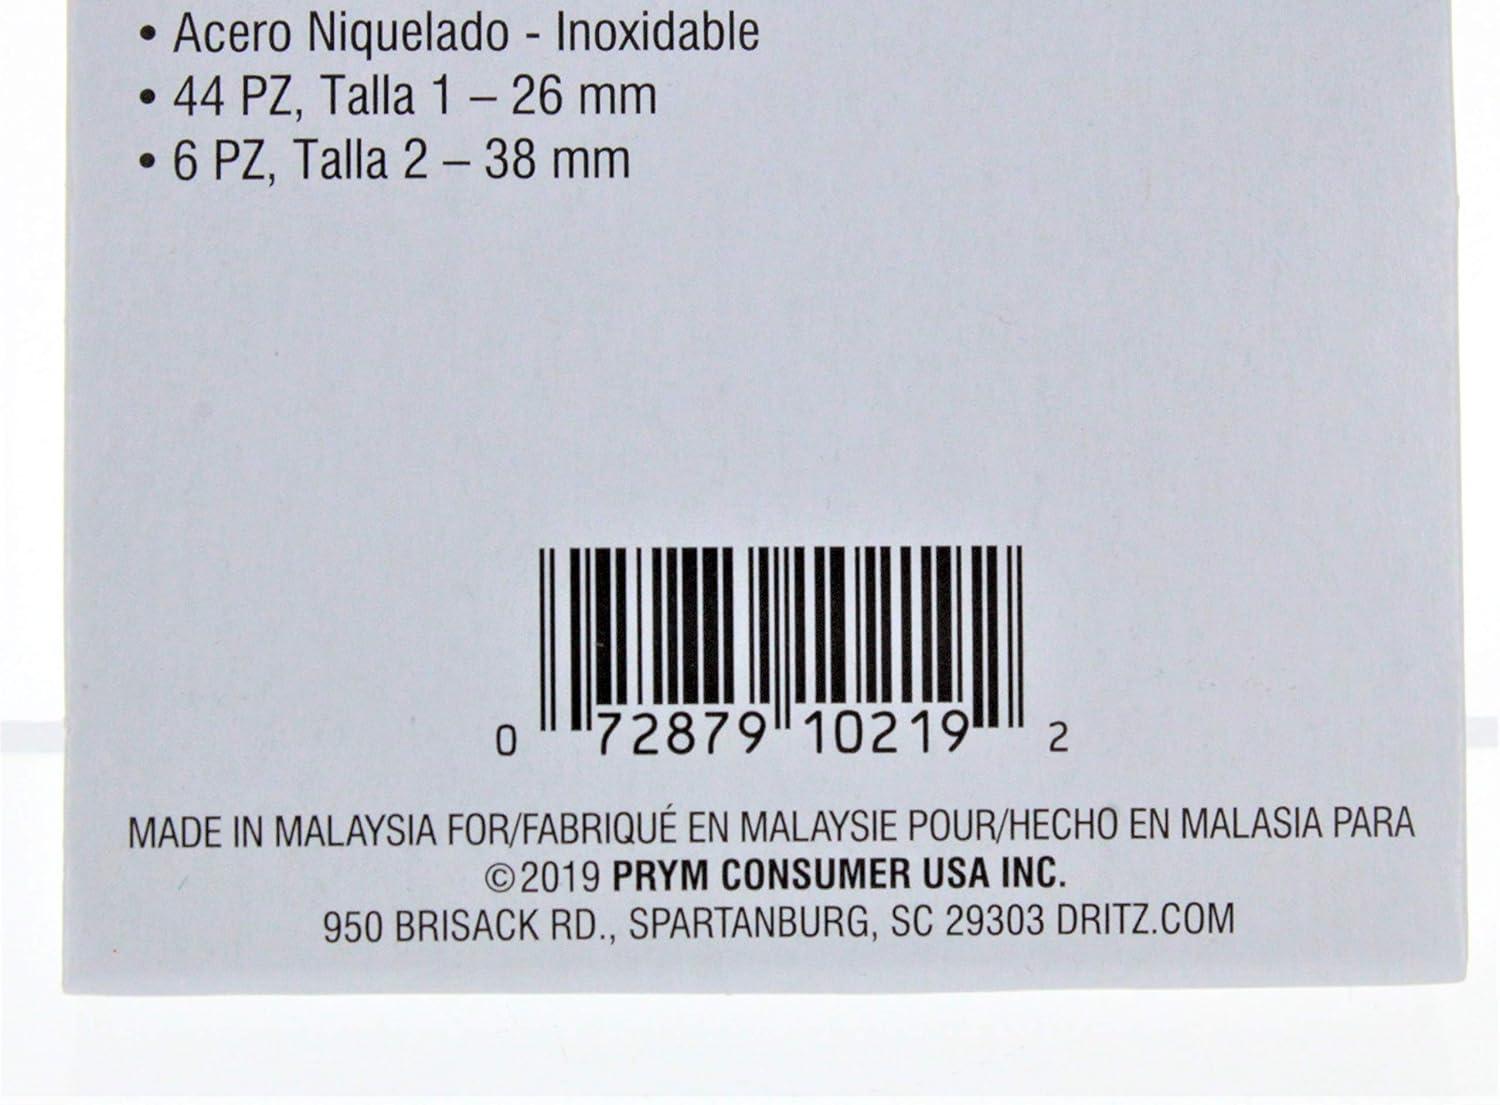 • Acero Niquelado - Inoxidable
• 44 PZ, Talla 1 – 26 mm
• 6 PZ, Talla 2 – 38 mm
0 72879 10219 2
MADE IN MALAYSIA FOR/FABRIQUÉ EN MALAYSIE POUR/HECHO EN MALASIA PARA
©2019 PRYM CONSUMER USA INC.
950 BRISACK RD., SPARTANBURG, SC 29303 DRITZ.COM